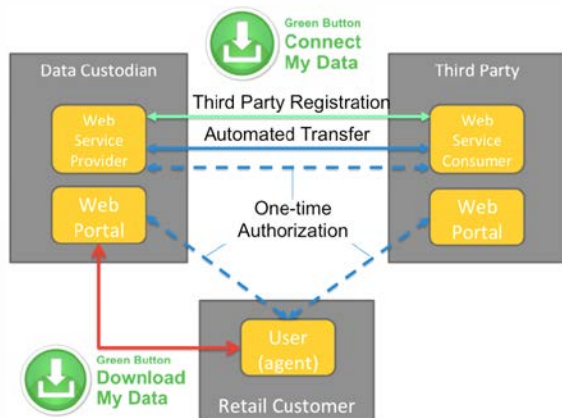 Green Button
Connect
My Data
Data Custodian
Third Party
Third Party Registration
Automated Transfer
Web
Service
Provider
Web
Service
Consumer
Web
Portal
One-time
Authorization
Web
Portal
User
(agent)
Green Button
Download
My Data
Retail Customer